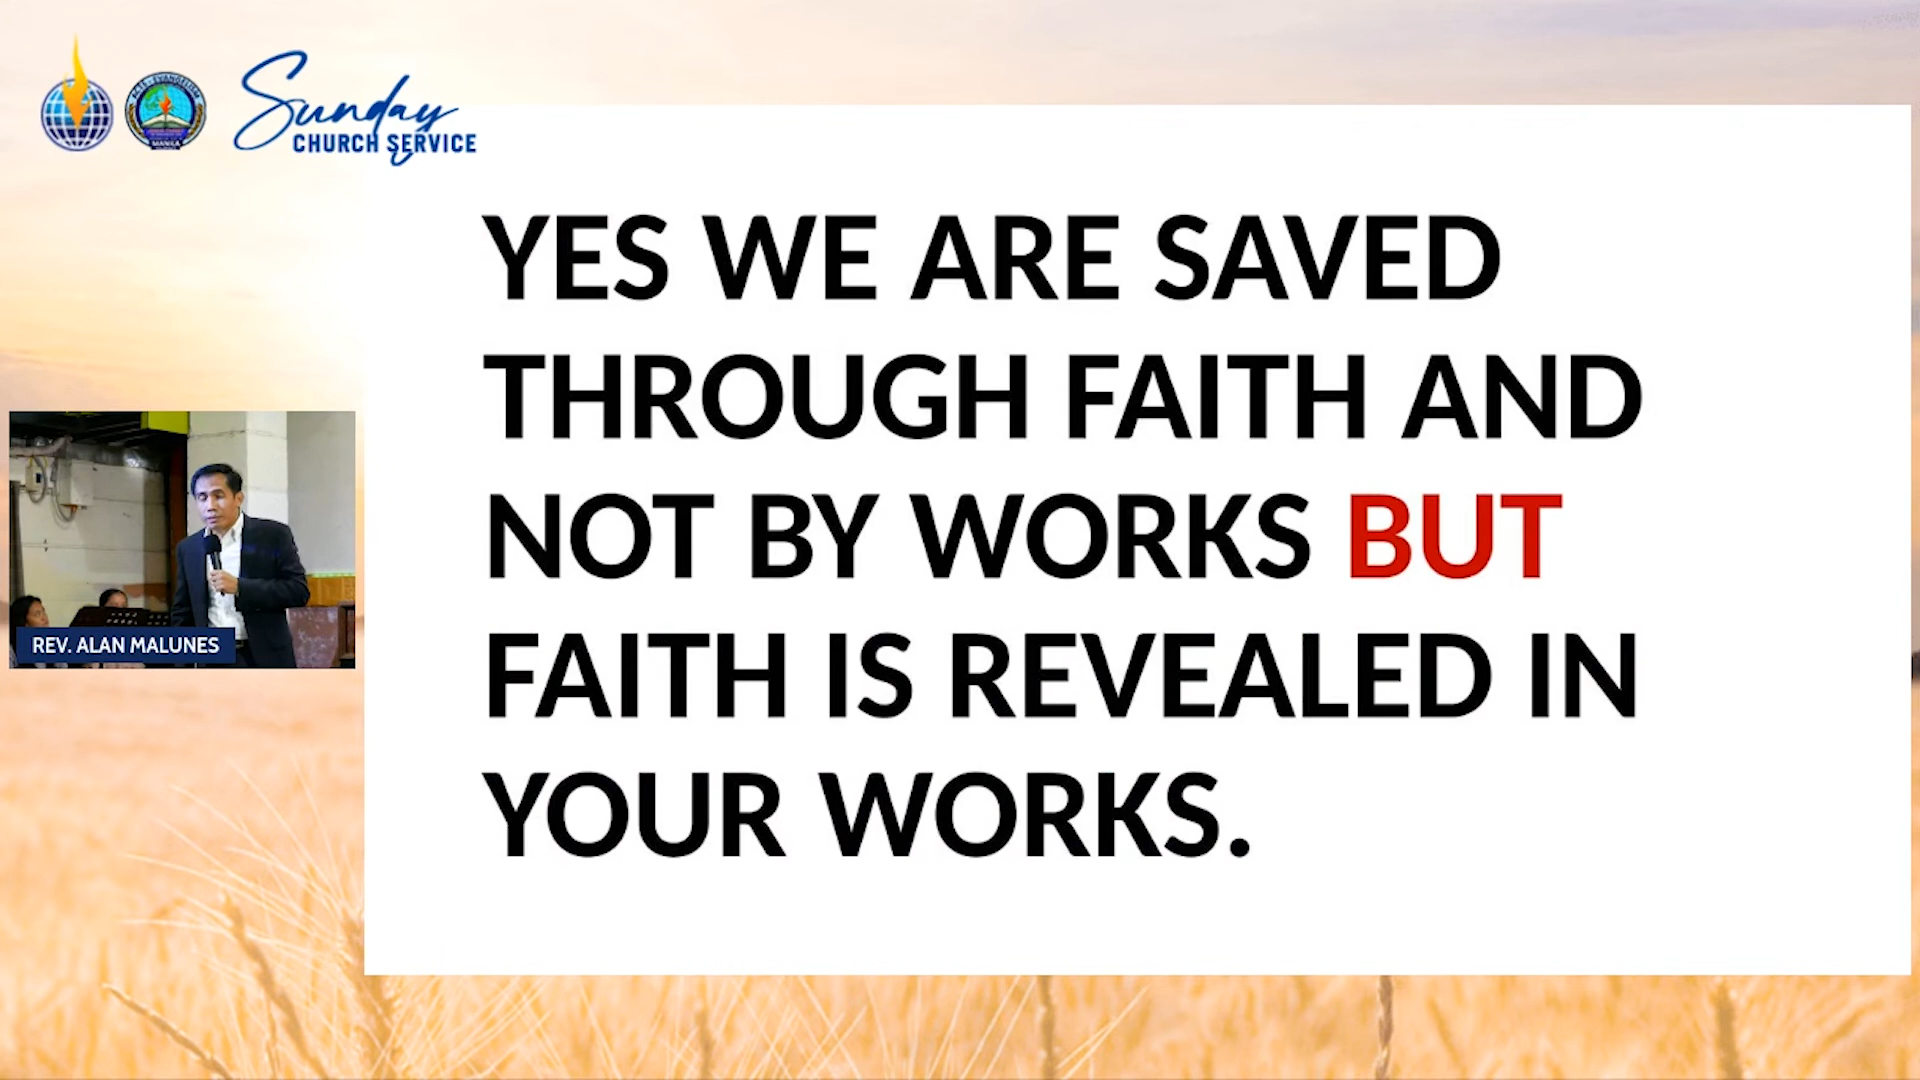 Sunday
CHURCH SERVICE
MANILA
YES WE ARE SAVED
THROUGH FAITH AND
NOT BY WORKS BUT
FAITH IS REVEALED IN
YOUR WORKS.
REV. ALAN MALUNES